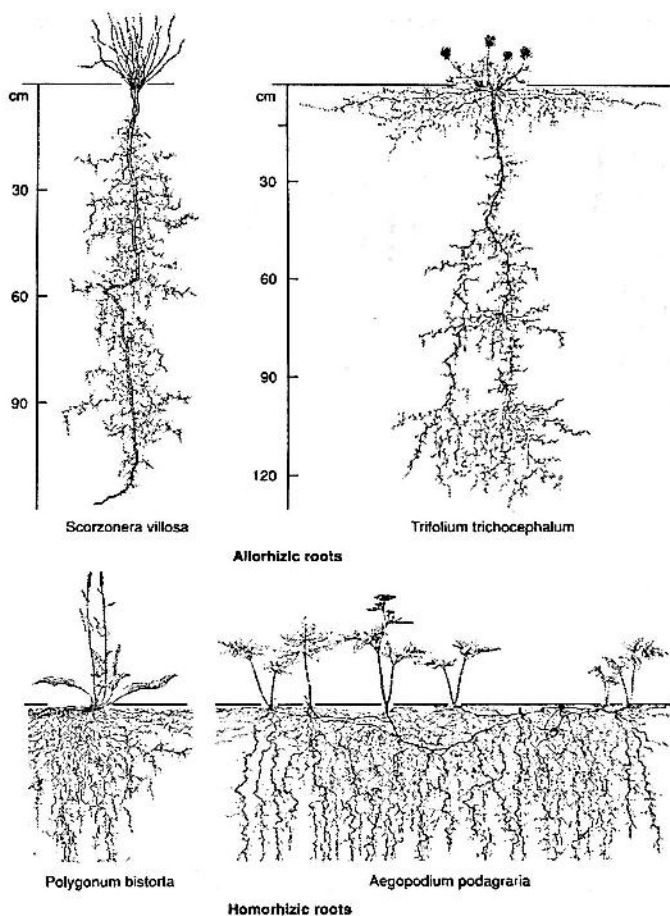 cm
30
60
90
Scorzonera villosa
cm
30
60
90
120
Trifolium trichocephalum
Allorhizic roots
Polygonum bistorta
Aegopodium podagraria
Homorhizic roots